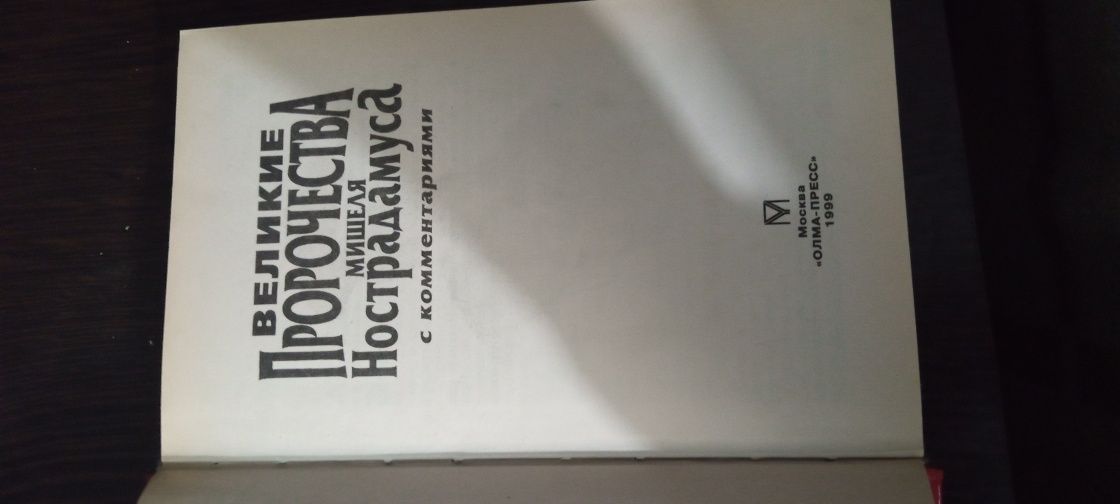 ВЕЛИКИЕ
ПРОРОЧЕСТВА
МИШЕЛЯ
Нострадамуса
с комментариями
Москва
«ОЛМА-ПРЕСС»
1999